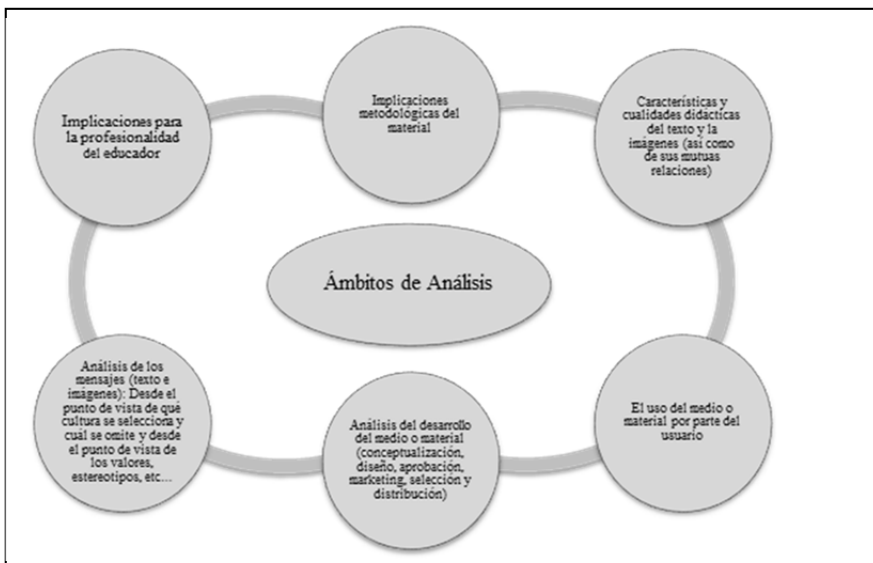 Implicaciones para
la profesionalidad
del educador
Implicaciones
metodológicas del
material
Características y
cualidades didácticas
del texto y la
imágenes (así como
de sus mutuas
relaciones)
Ámbitos de Análisis
Análisis de los
mensajes (texto e
imágenes): Desde el
punto de vista de qué
cultura se selecciona y
cuál se omite y desde
el punto de vista de
los valores,
estereotipos, etc...
Análisis del desarrollo
del medio o material
(conceptualización,
diseño, aprobación,
marketing, selección y
distribución)
El uso del medio o
material por parte del
usuario